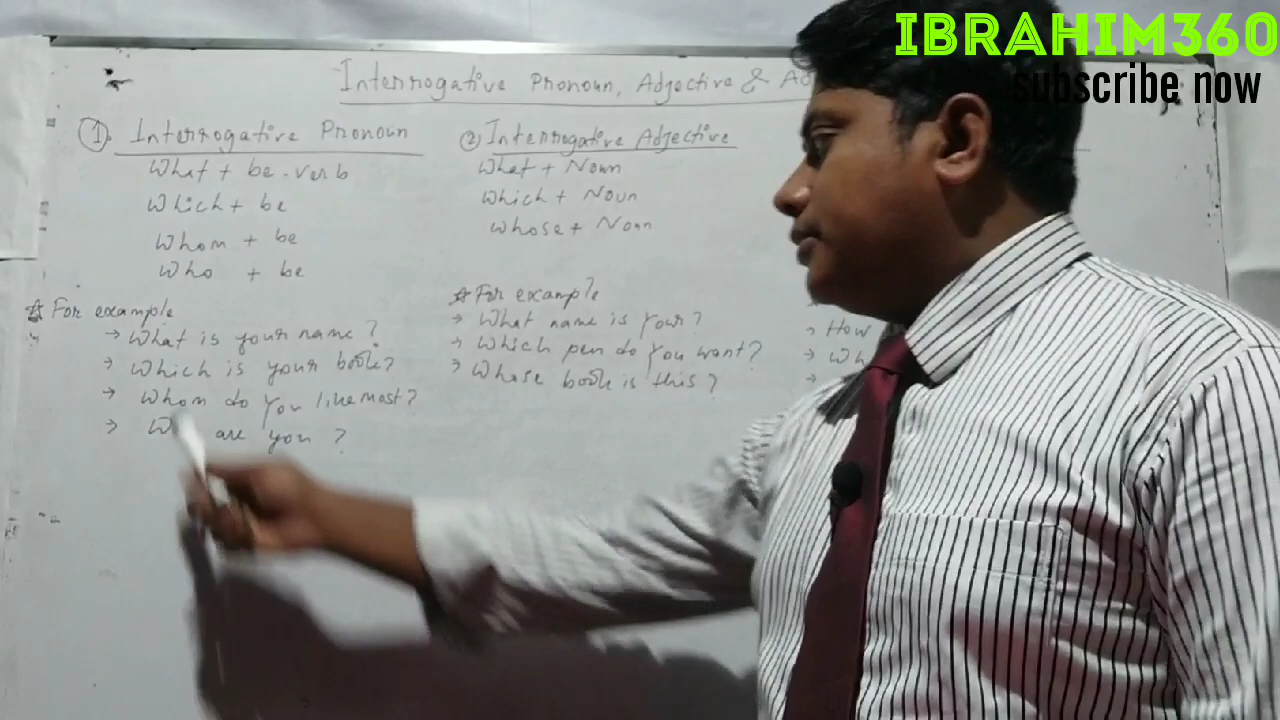 IBRAHIM360
subscribe now
Interrogative Pronoun, Adjective &
①. Interrogative Pronoun
What + be-verb
Which + be
Whom + be
Who + be
For example
→ What is your name?
→ Which is your book?
→ Whom do you like most?
→ are you?
② Interrogative Adjective
What + Noun
Which + Noun
Whose + Noun
For example
→ What name is your?
→ Which pen do you want?
→ Whose book is this?
→ How
→
→